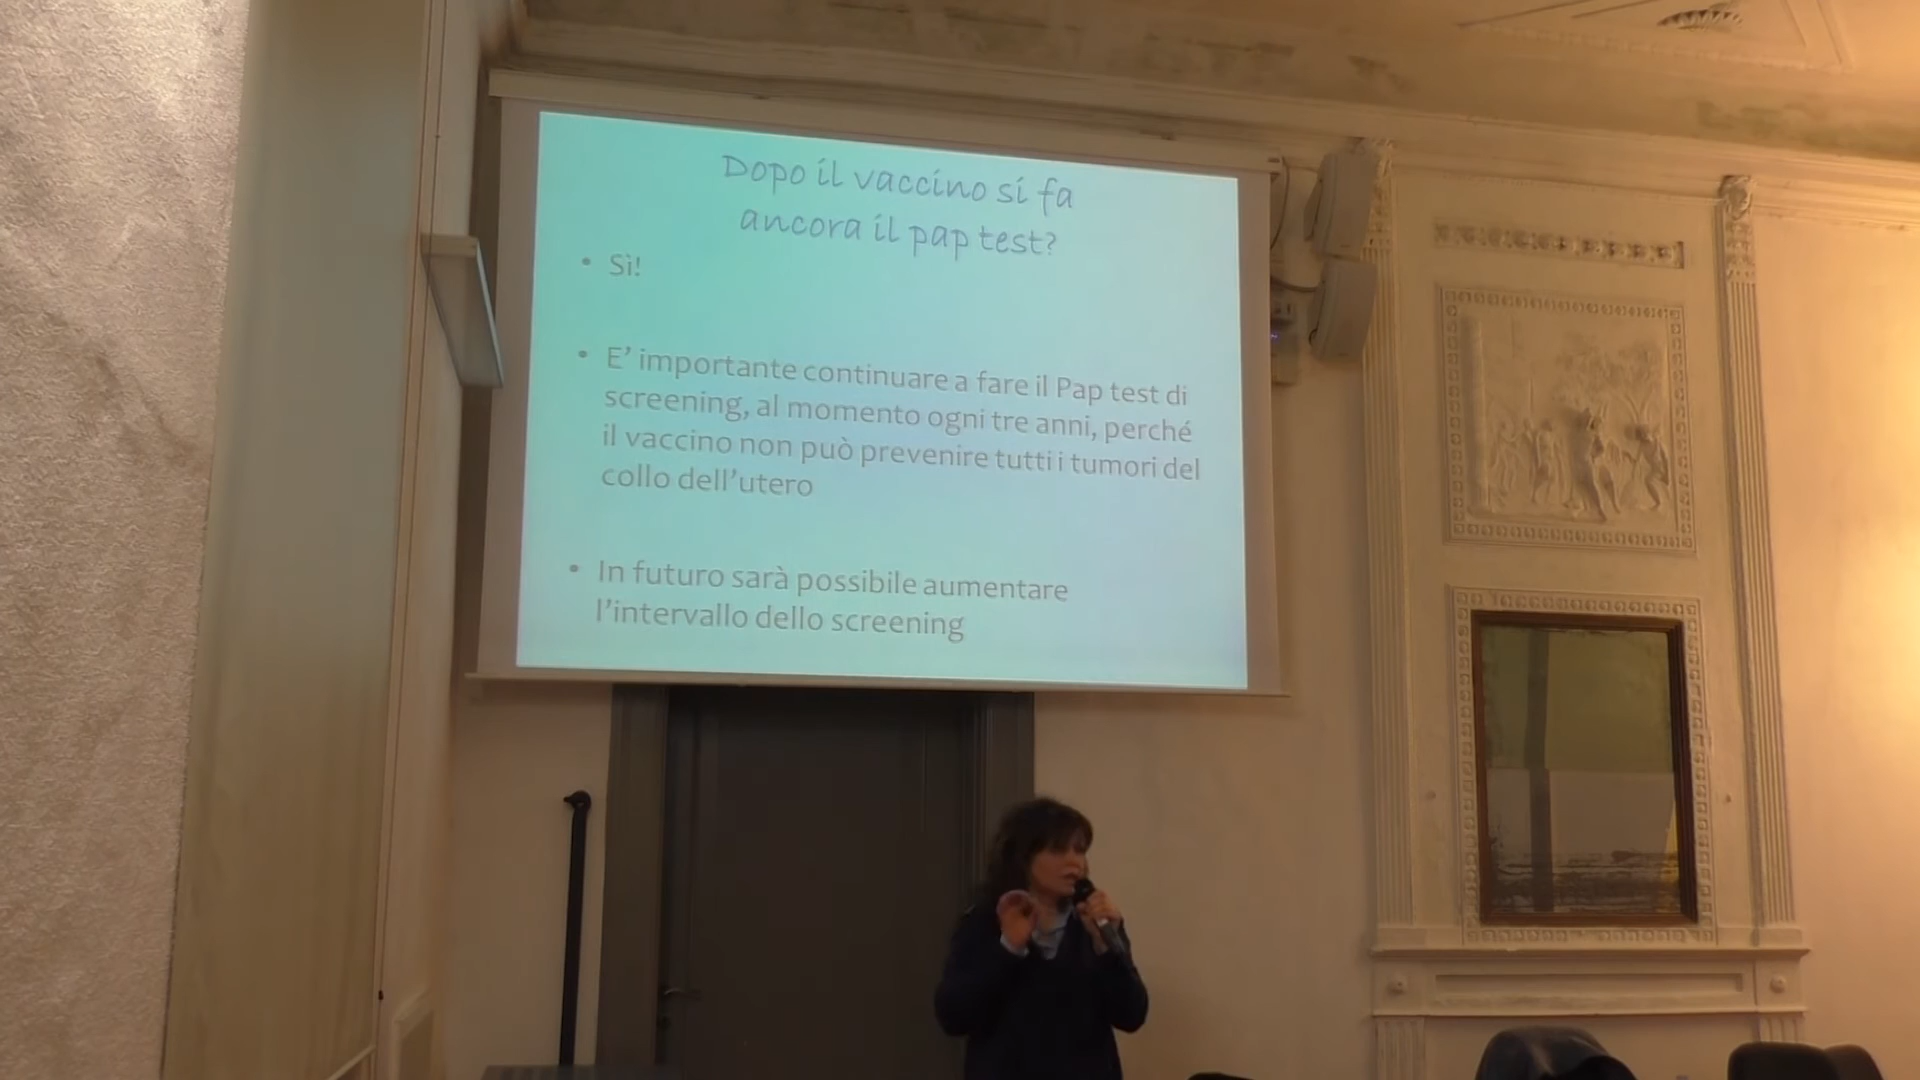 Dopo il vaccino si fa
ancora il pap test?
• Sì!
• E' importante continuare a fare il Pap test di
screening, al momento ogni tre anni, perché
il vaccino non può prevenire tutti i tumori del
collo dell'utero
• In futuro sarà possibile aumentare
l'intervallo dello screening